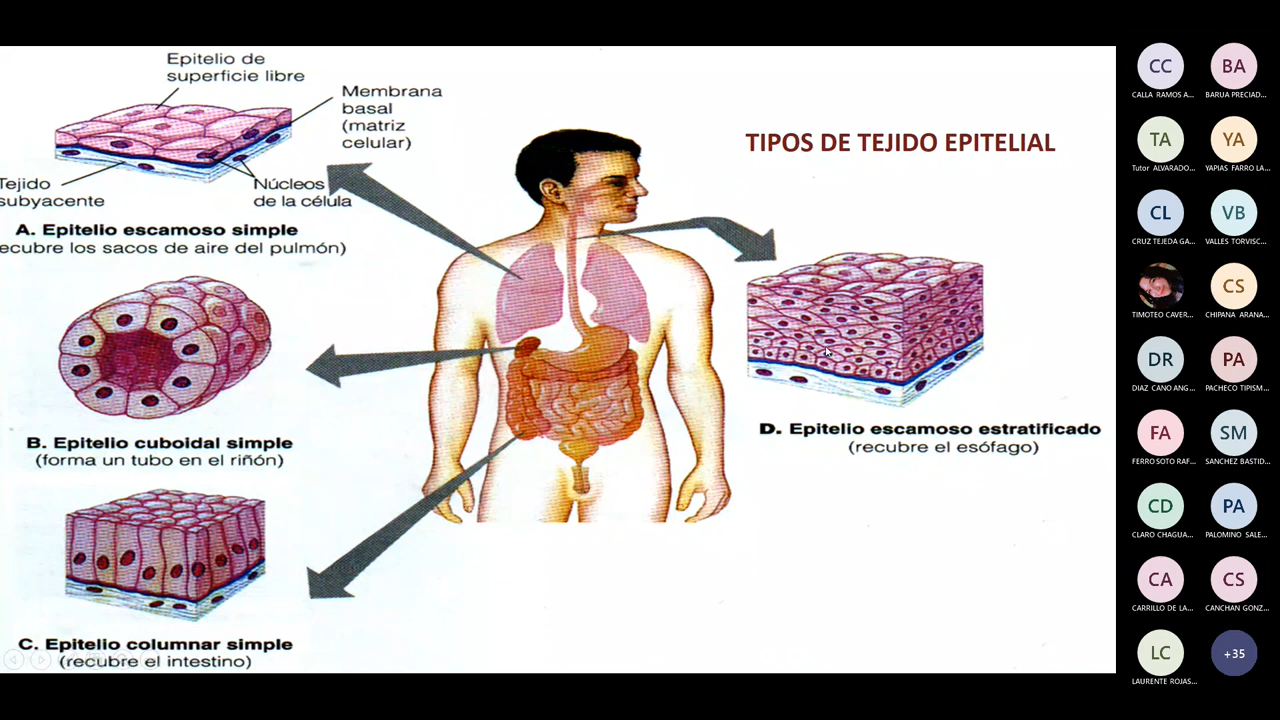 TIPOS DE TEJIDO EPITELIAL
Epitelio de
superficie libre
Membrana
basal
(matriz
celular)
Tejido
subyacente
Núcleos
de la célula
A. Epitelio escamoso simple
ecubre los sacos de aire del pulmón)
B. Epitelio cuboidal simple
(forma un tubo en el riñón)
C. Epitelio columnar simple
(recubre el intestino)
D. Epitelio escamoso estratificado
(recubre el esófago)
CC
CALLA RAMOS A...
BA
BARUA PRECIAD...
TA
Tutor ALVARADO...
YA
YAPIAS FARRO LA...
CL
CRUZ TEJEDA GA...
VB
VALLES TORVISC...
TIMOTEO CAVER...
CS
CHIPANA ARANA...
DR
DIAZ CANO ANG...
PA
PACHECO TIPISM...
FA
FERRO SOTO RAF...
SM
SANCHEZ BASTID...
CD
CLARO CHAGUA...
PA
PALOMINO SALE...
CA
CARRILLO DE LA...
CS
CANCHAN GONZ...
LC
LAURENTE ROJAS...
+35